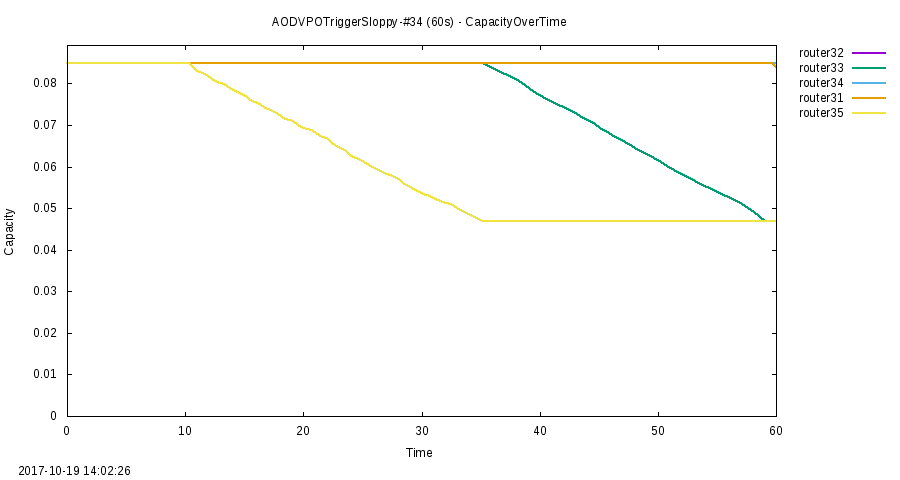 AODVPOTriggerSloppy-#34 (60s) - CapacityOverTime
router32
router33
router34
router31
router35
0.08
0.07
0.06
0.05
0.04
0.03
0.02
0.01
0
Capacity
0 10 20 30 40 50 60
Time
2017-10-19 14:02:26